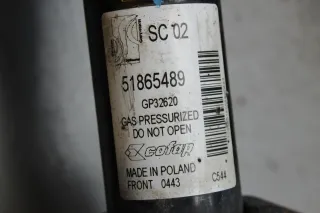 SC 02
51865489
GP32620
GAS PRESSURIZED
DO NOT OPEN
cofap
MADE IN POLAND
FRONT 0443 C544